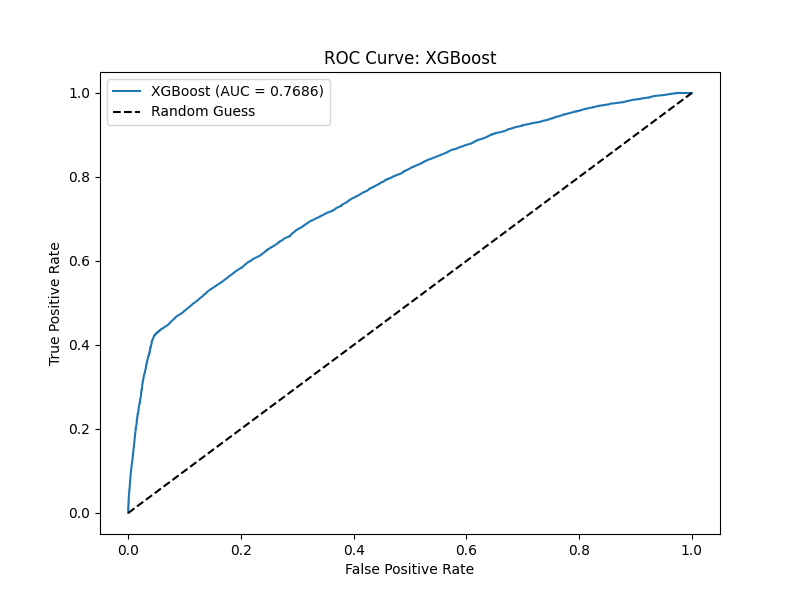 ROC Curve: XGBoost
XGBoost (AUC = 0.7686)
Random Guess
True Positive Rate
1.0
0.8
0.6
0.4
0.2
0.0
0.0 0.2 0.4 0.6 0.8 1.0
False Positive Rate